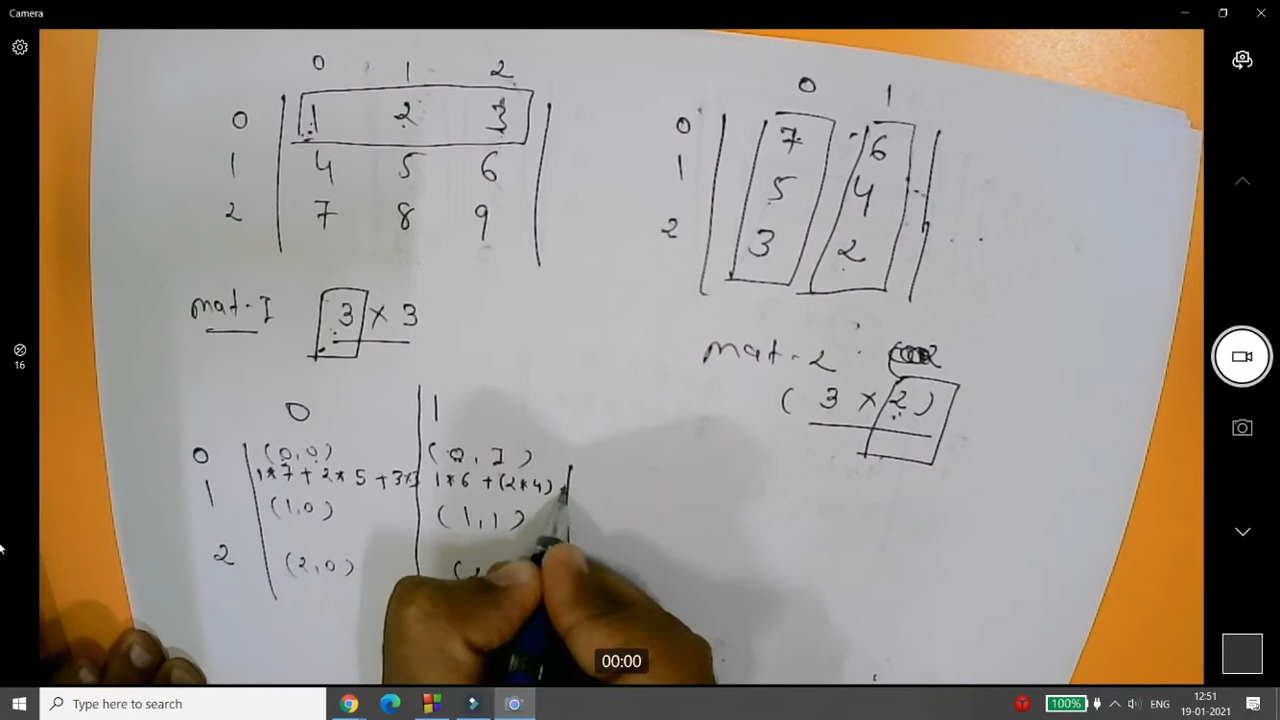 Camera
0 1 2
0 1 2 3
1 4 5 6
2 7 8 9
mat-I 3 × 3
0 1
0 7 6
1 5 4
2 3 2
mat-2
( 3 × 2 )
0 1
0 (0,0) (0, I)
1*7 + 2*5 + 3* 1*6 + (2*4)
1 (1,0) (1,1)
2 (2,0)
16
00:00
Type here to search
100%
ENG
12:51
19-01-2021